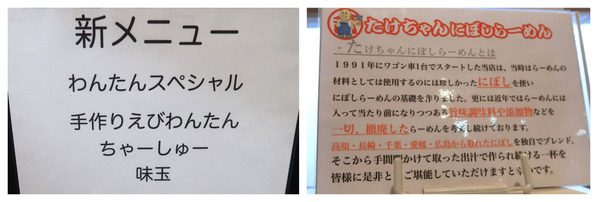 新メニュー
わんたんスペシャル
手作りえびわんたん
ちゃーしゅー
味玉
たけちゃんにぼしらーめん
・たけちゃんにぼしらーめんとは
1991年にワゴン車1台でスタートした当店は、当時はらーめんの
材料としては使用するのには珍しかったにぼしを使い
にぼしらーめんの基礎を作りました。更には近年ではらーめんには
入って当たり前になりつつある旨味調味料や添加物などを
一切、撤廃したらーめんを考え続けております。
高知・長崎・千葉・愛媛・広島から取れたにぼしを独自でブレンド、
そこから手間暇かけて取った出汁で作られ続ける一杯を
皆様に是非と ご堪能していただけますと いです。